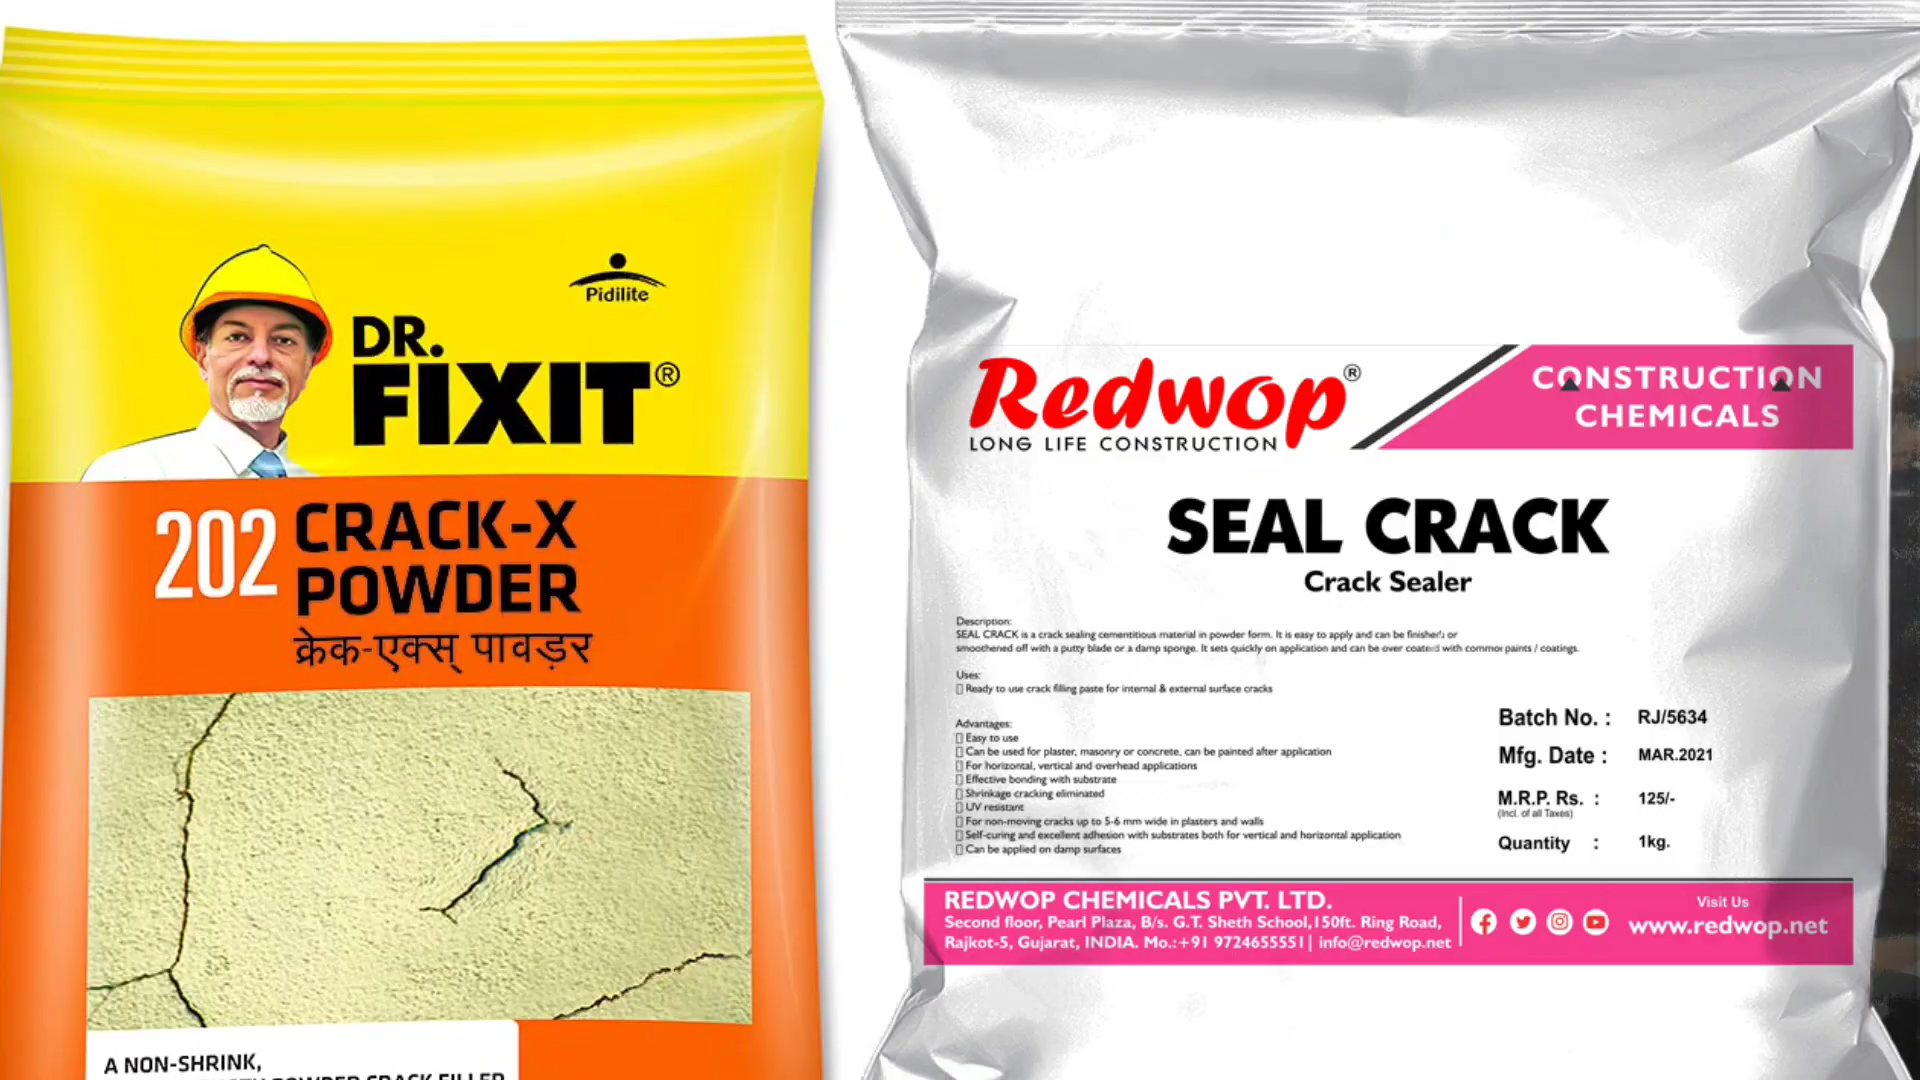 Pidilite
DR.
FIXIT®
202 CRACK-X
POWDER
क्रेक-एक्स् पावड़र
A NON-SHRINK,
POWDER CRACK FILLER
Redwop®
LONG LIFE CONSTRUCTION
CONSTRUCTION
CHEMICALS
SEAL CRACK
Crack Sealer
Description:
SEAL CRACK is a crack sealing cementitious material in powder form. It is easy to apply and can be finished or
smoothened off with a putty blade or a damp sponge. It sets quickly on application and can be over coated with common paints / coatings.
Uses:
Ready to use crack filling paste for internal & external surface cracks
Advantages:
Easy to use
Can be used for plaster, masonry or concrete, can be painted after application
For horizontal, vertical and overhead applications
Effective bonding with substrate
Shrinkage cracking eliminated
UV resistant
For non-moving cracks up to 5-6 mm wide in plasters and walls
Self-curing and excellent adhesion with substrates both for vertical and horizontal application
Can be applied on damp surfaces
Batch No. : RJ/5634
Mfg. Date : MAR.2021
M.R.P. Rs. : 125/-
(Incl. of all Taxes)
Quantity : 1kg.
REDWOP CHEMICALS PVT. LTD.
Second floor, Pearl Plaza, B/s. G.T. Sheth School,150ft. Ring Road,
Rajkot-5, Gujarat, INDIA. Mo.:+91 9724655551| info@redwop.net
Visit Us
www.redwop.net